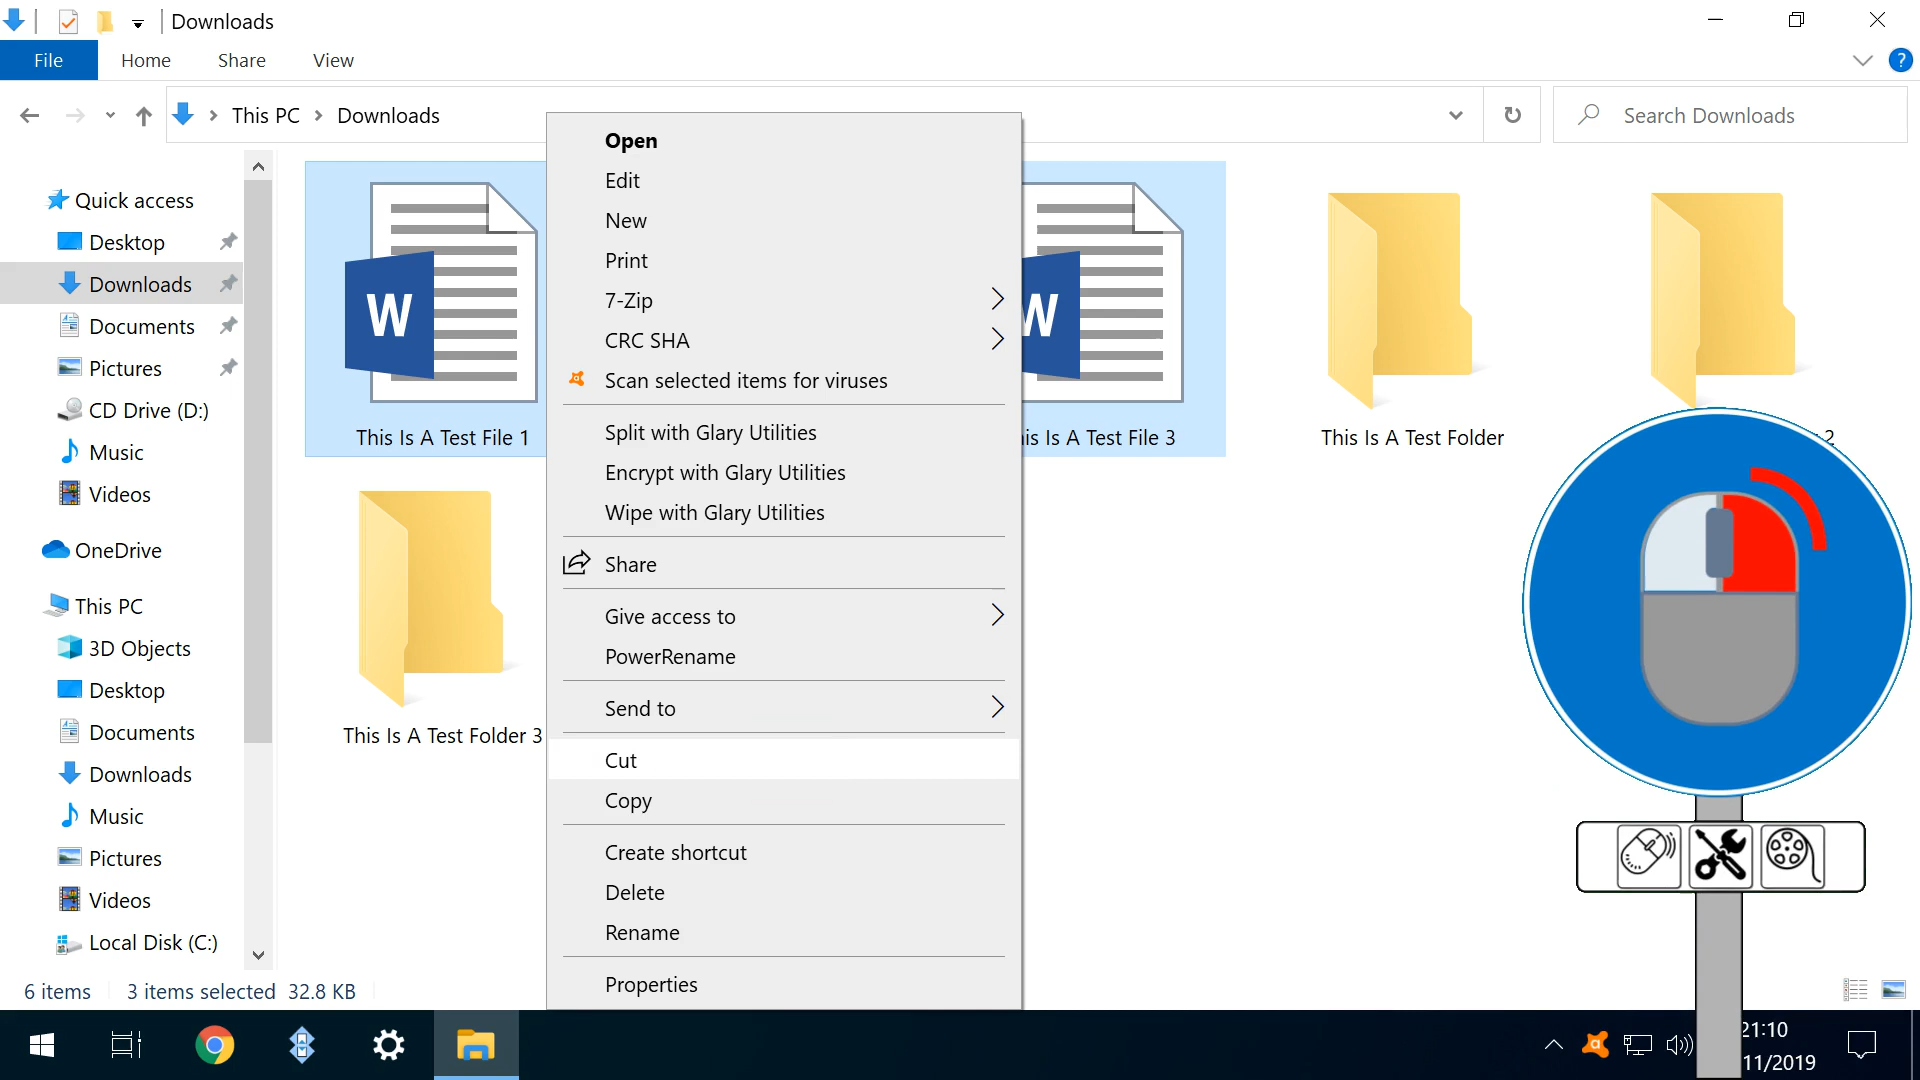 Downloads
File Home Share View
?
This PC Downloads
Search Downloads
Quick access
Desktop
Downloads
Documents
Pictures
CD Drive (D:)
Music
Videos
OneDrive
This PC
3D Objects
Desktop
Documents
Downloads
Music
Pictures
Videos
Local Disk (C:)
W
This Is A Test File 1
W
is Is A Test File 3
This Is A Test Folder
2
This Is A Test Folder 3
Open
Edit
New
Print
7-Zip
CRC SHA
Scan selected items for viruses
Split with Glary Utilities
Encrypt with Glary Utilities
Wipe with Glary Utilities
Share
Give access to
PowerRename
Send to
Cut
Copy
Create shortcut
Delete
Rename
Properties
6 items 3 items selected 32.8 KB
21:10
11/2019